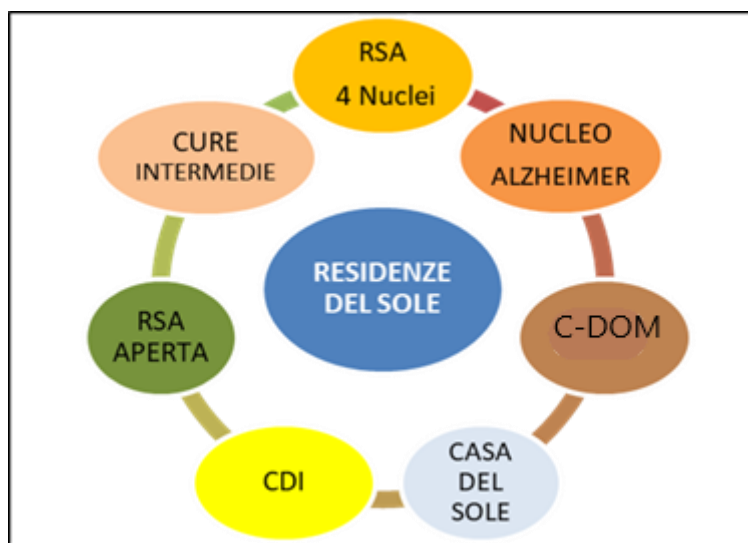 RSA
4 Nuclei
NUCLEO
ALZHEIMER
C-DOM
CASA
DEL
SOLE
CDI
RSA
APERTA
CURE
INTERMEDIE
RESIDENZE
DEL SOLE